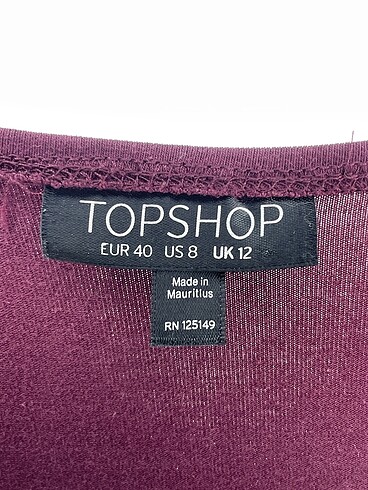 TOPSHOP
EUR 40 US 8 UK 12
Made in
Mauritius
RN 125149